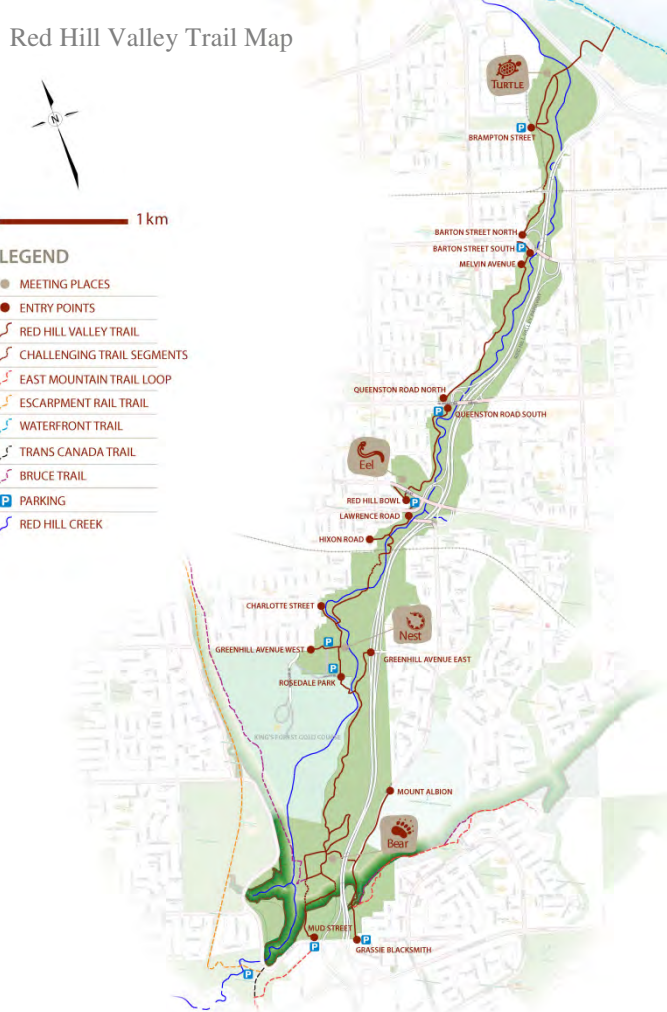 Red Hill Valley Trail Map
N
1 km
LEGEND
MEETING PLACES
ENTRY POINTS
RED HILL VALLEY TRAIL
CHALLENGING TRAIL SEGMENTS
EAST MOUNTAIN TRAIL LOOP
ESCARPMENT RAIL TRAIL
WATERFRONT TRAIL
TRANS CANADA TRAIL
BRUCE TRAIL
P PARKING
RED HILL CREEK
TURTLE
P
BRAMPTON STREET
BARTON STREET NORTH
BARTON STREET SOUTH
P
MELVIN AVENUE
QUEENSTON ROAD NORTH
P
QUEENSTON ROAD SOUTH
Eel
RED HILL BOWL
P
LAWRENCE ROAD
HIXON ROAD
CHARLOTTE STREET
Nest
P
GREENHILL AVENUE WEST
GREENHILL AVENUE EAST
P
ROSEDALE PARK
KING'S FOREST GOLF COURSE
MOUNT ALBION
Bear
MUD STREET
P
P
GRASSIE BLACKSMITH
P